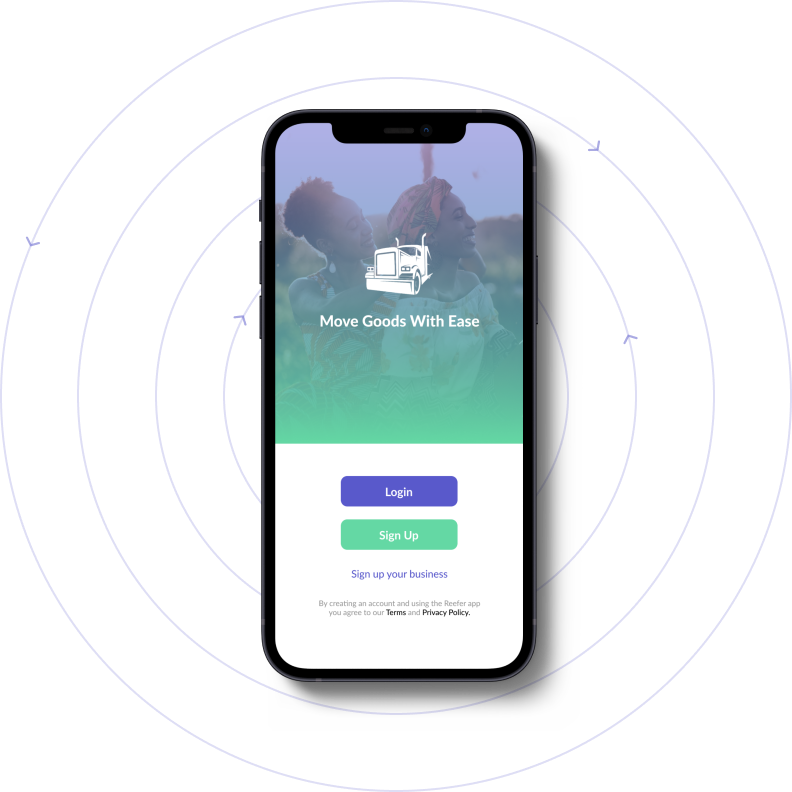 Move Goods With Ease
Login
Sign Up
Sign up your business
By creating an account and using the Reefer app
you agree to our Terms and Privacy Policy.